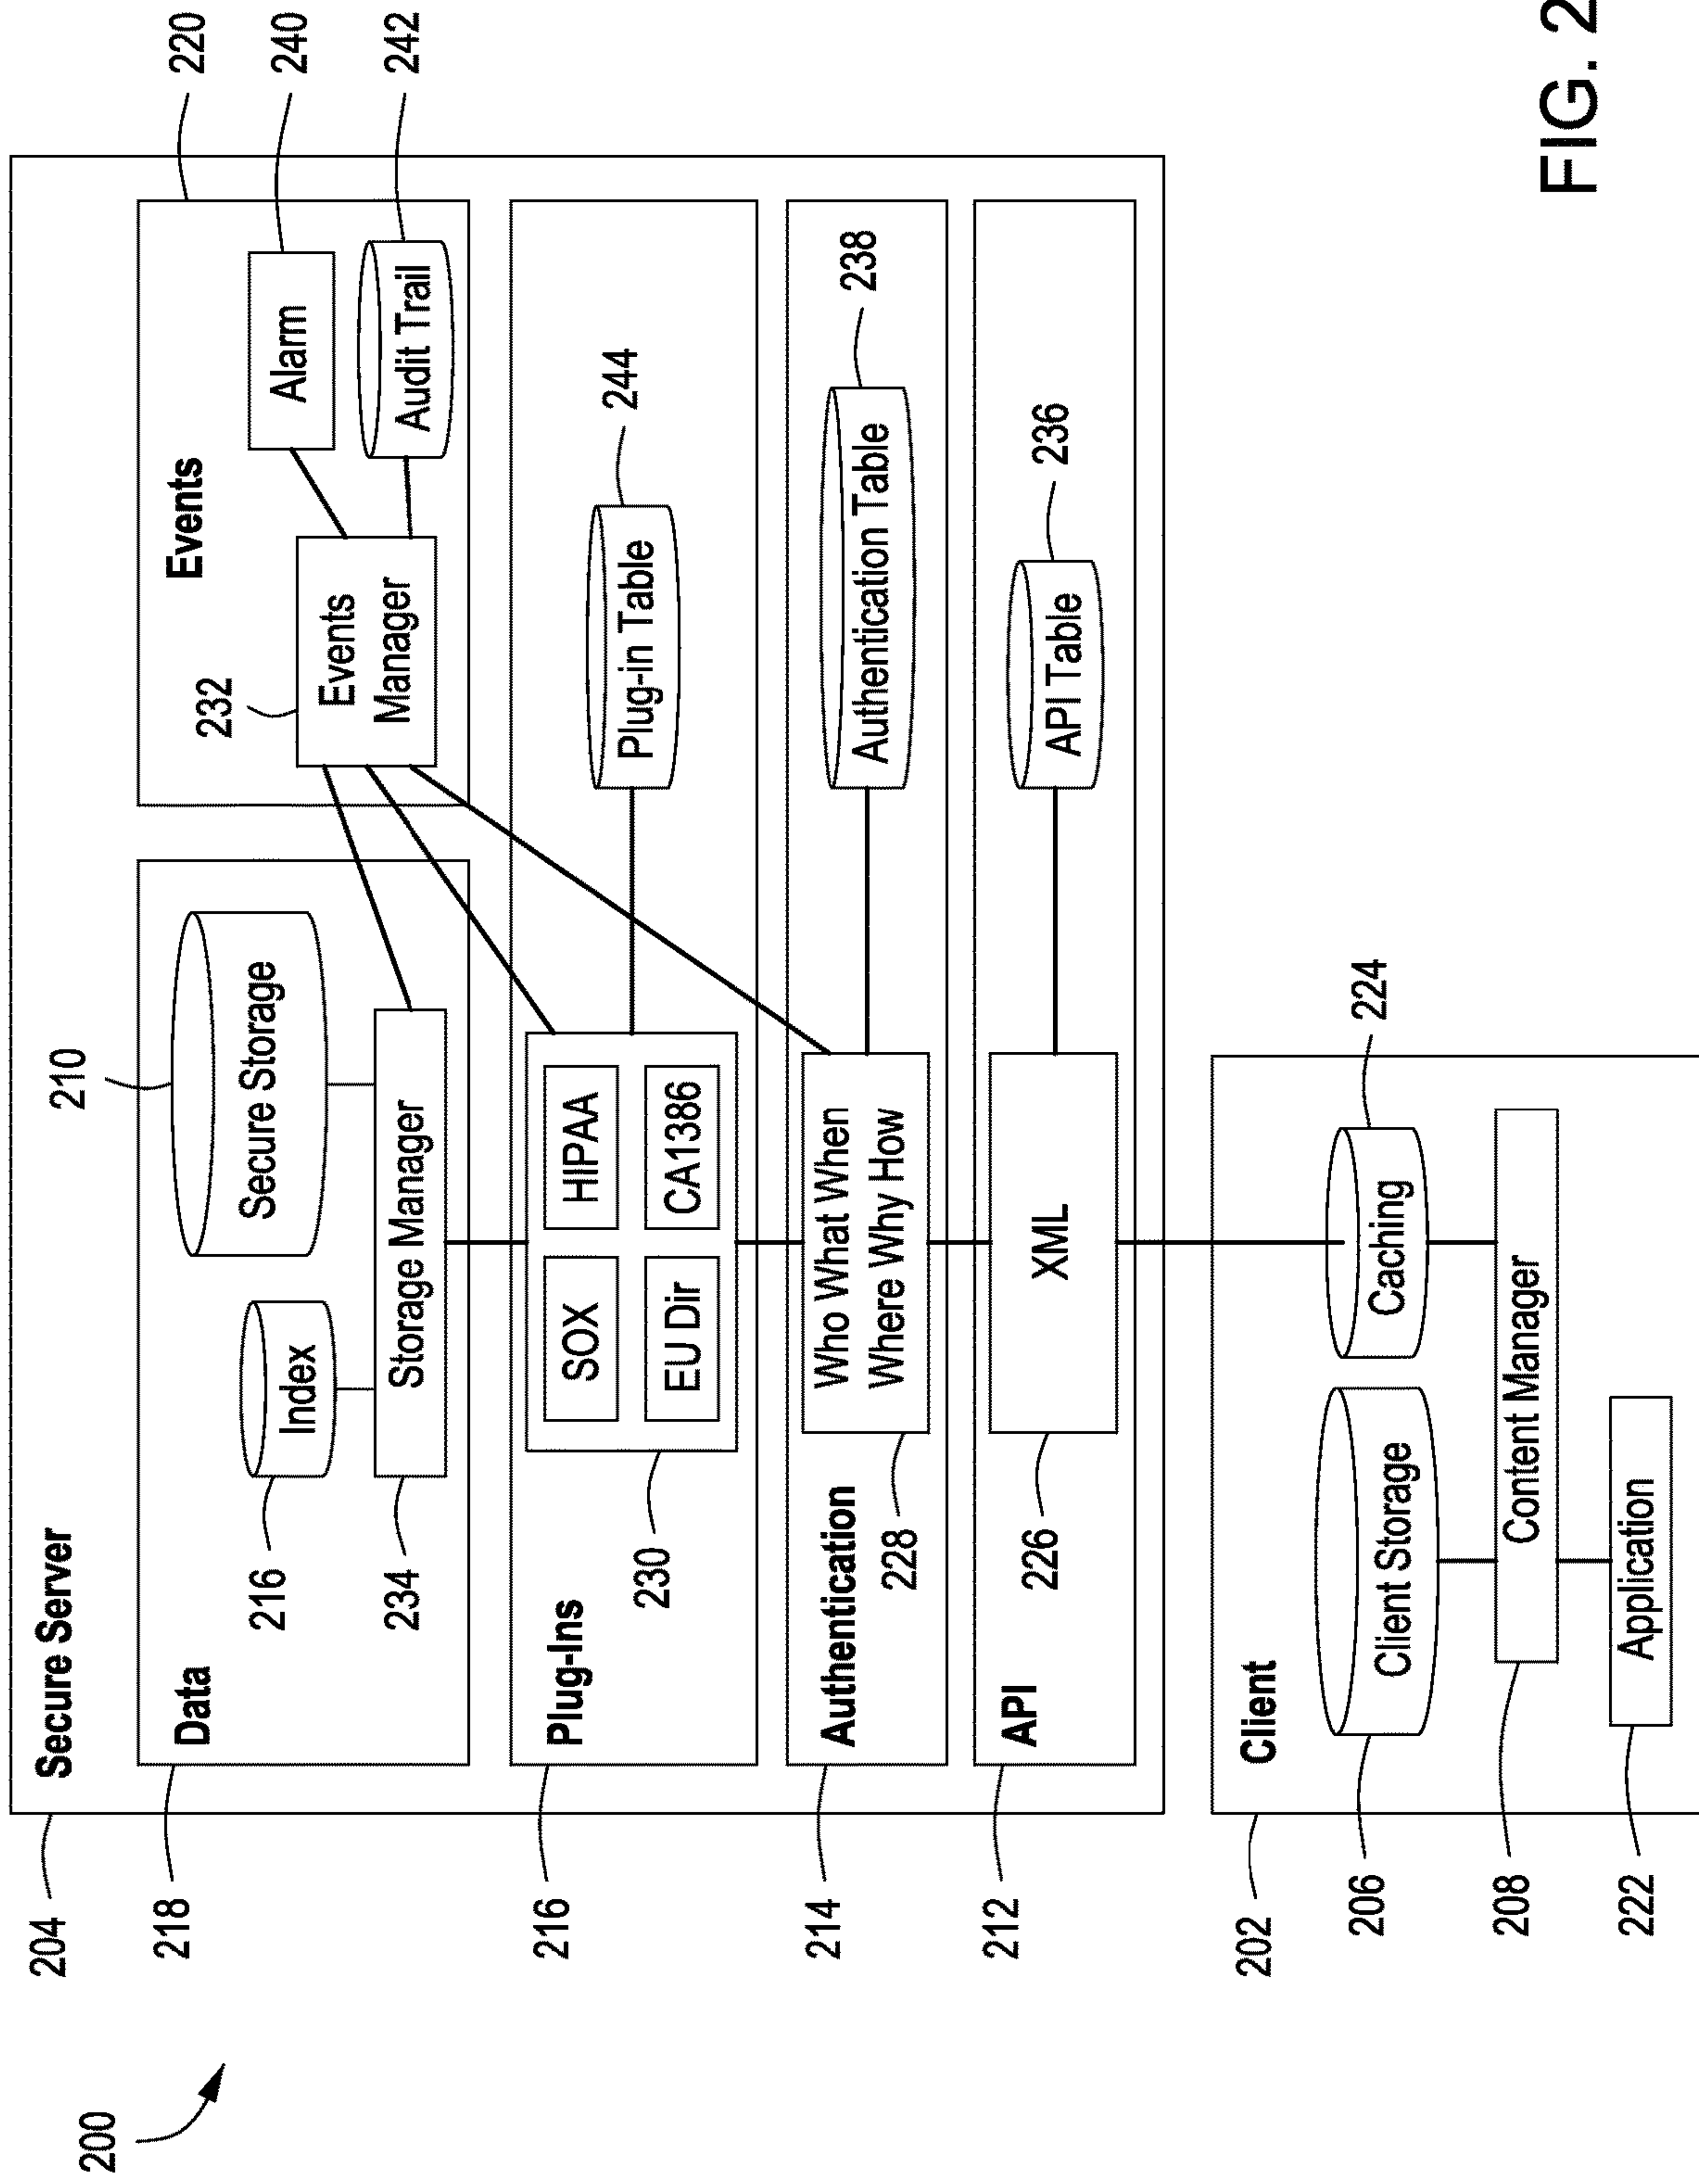 200
204
Secure Server
218
Data
216
Index
210
Secure Storage
234
Storage Manager
220
Events
232
Events
Manager
240
Alarm
242
Audit Trail
216
Plug-Ins
230
SOX
HIPAA
EU Dir
CA1386
244
Plug-in Table
214
Authentication
228
Who What When
Where Why How
238
Authentication Table
212
API
226
XML
236
API Table
202
Client
206
Client Storage
224
Caching
208
Content Manager
222
Application
FIG. 2